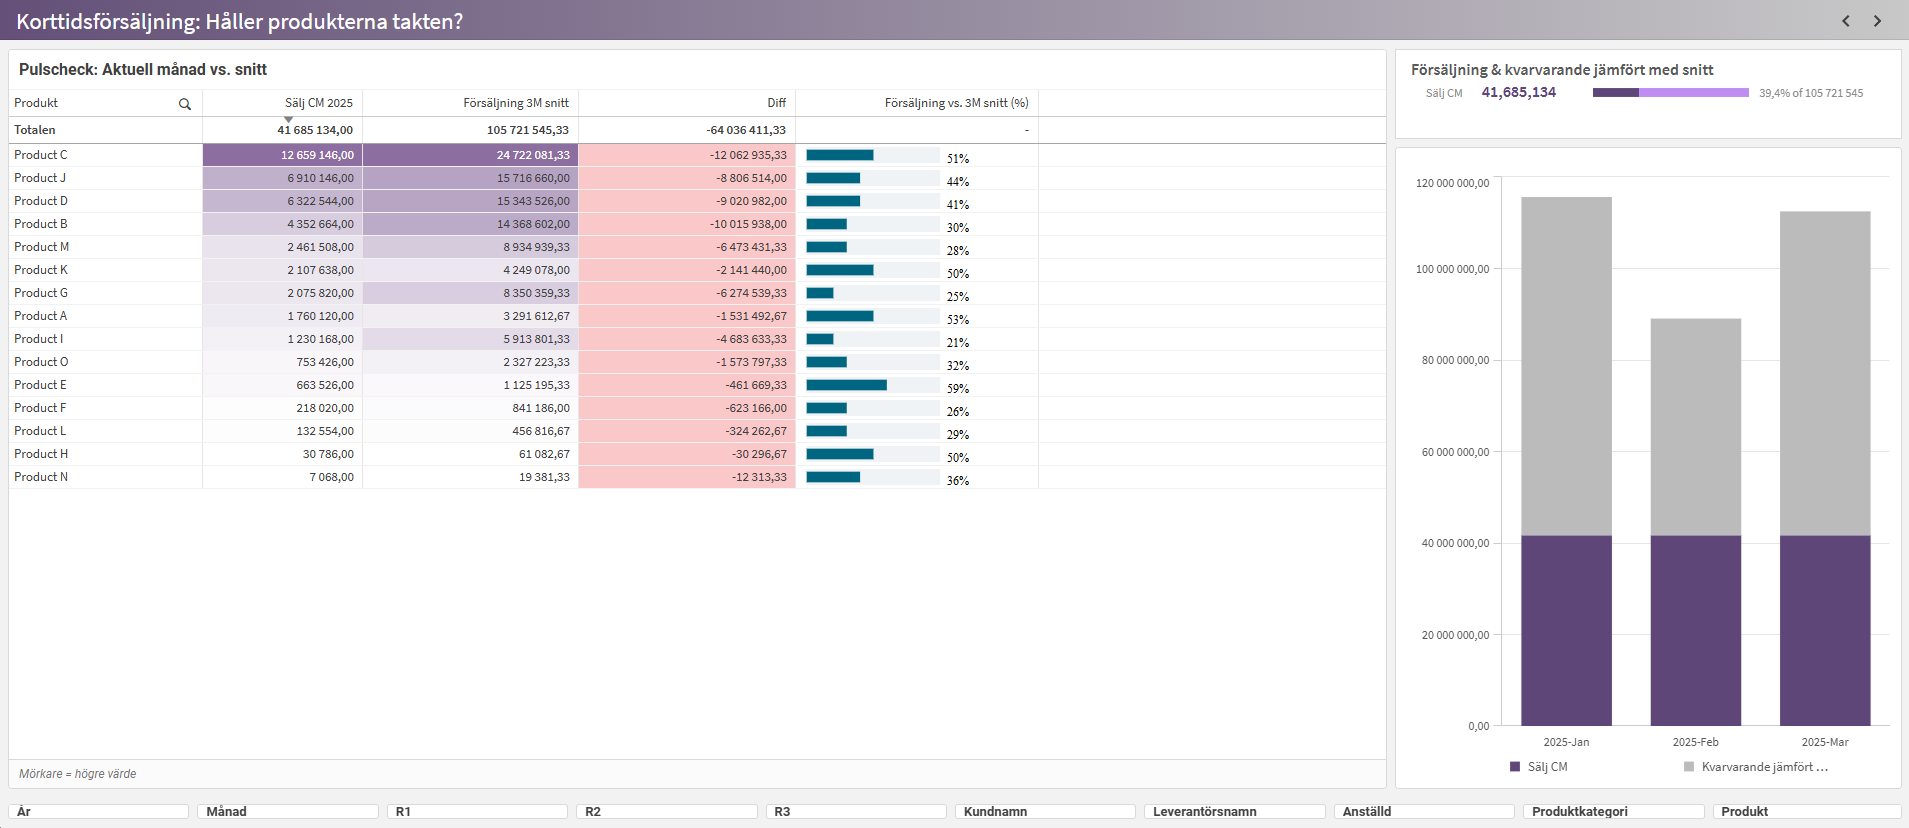 Korttidsförsäljning: Håller produkterna takten?
Pulscheck: Aktuell månad vs. snitt
Produkt Sälj CM 2025 Försäljning 3M snitt Diff Försäljning vs. 3M snitt (%)
Totalen 41 685 134,00 105 721 545,33 -64 036 411,33 -
Product C 12 659 146,00 24 722 081,33 -12 062 935,33 51%
Product J 6 910 146,00 15 716 660,00 -8 806 514,00 44%
Product D 6 322 544,00 15 343 526,00 -9 020 982,00 41%
Product B 4 352 664,00 14 368 602,00 -10 015 938,00 30%
Product M 2 461 508,00 8 934 939,33 -6 473 431,33 28%
Product K 2 107 638,00 4 249 078,00 -2 141 440,00 50%
Product G 2 075 820,00 8 350 359,33 -6 274 539,33 25%
Product A 1 760 120,00 3 291 612,67 -1 531 492,67 53%
Product I 1 230 168,00 5 913 801,33 -4 683 633,33 21%
Product O 753 426,00 2 327 223,33 -1 573 797,33 32%
Product E 663 526,00 1 125 195,33 -461 669,33 59%
Product F 218 020,00 841 186,00 -623 166,00 26%
Product L 132 554,00 456 816,67 -324 262,67 29%
Product H 30 786,00 61 082,67 -30 296,67 50%
Product N 7 068,00 19 381,33 -12 313,33 36%
Mörkare = högre värde
Försäljning & kvarvarande jämfört med snitt
Sälj CM 41,685,134 39,4% of 105 721 545
120 000 000,00
100 000 000,00
80 000 000,00
60 000 000,00
40 000 000,00
20 000 000,00
0,00
2025-Jan 2025-Feb 2025-Mar
Sälj CM Kvarvarande jämfört ...
År Månad R1 R2 R3 Kundnamn Leverantörsnamn Anställd Produktkategori Produkt